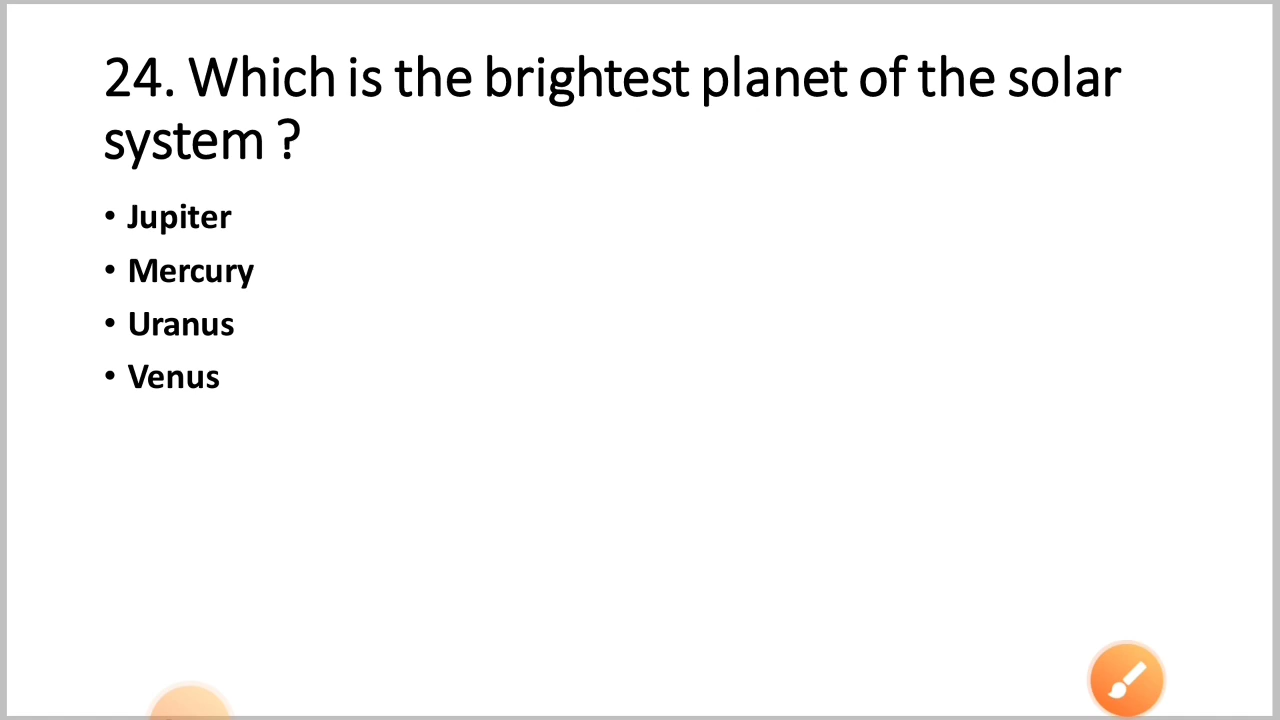 24. Which is the brightest planet of the solar
system ?
• Jupiter
• Mercury
• Uranus
• Venus